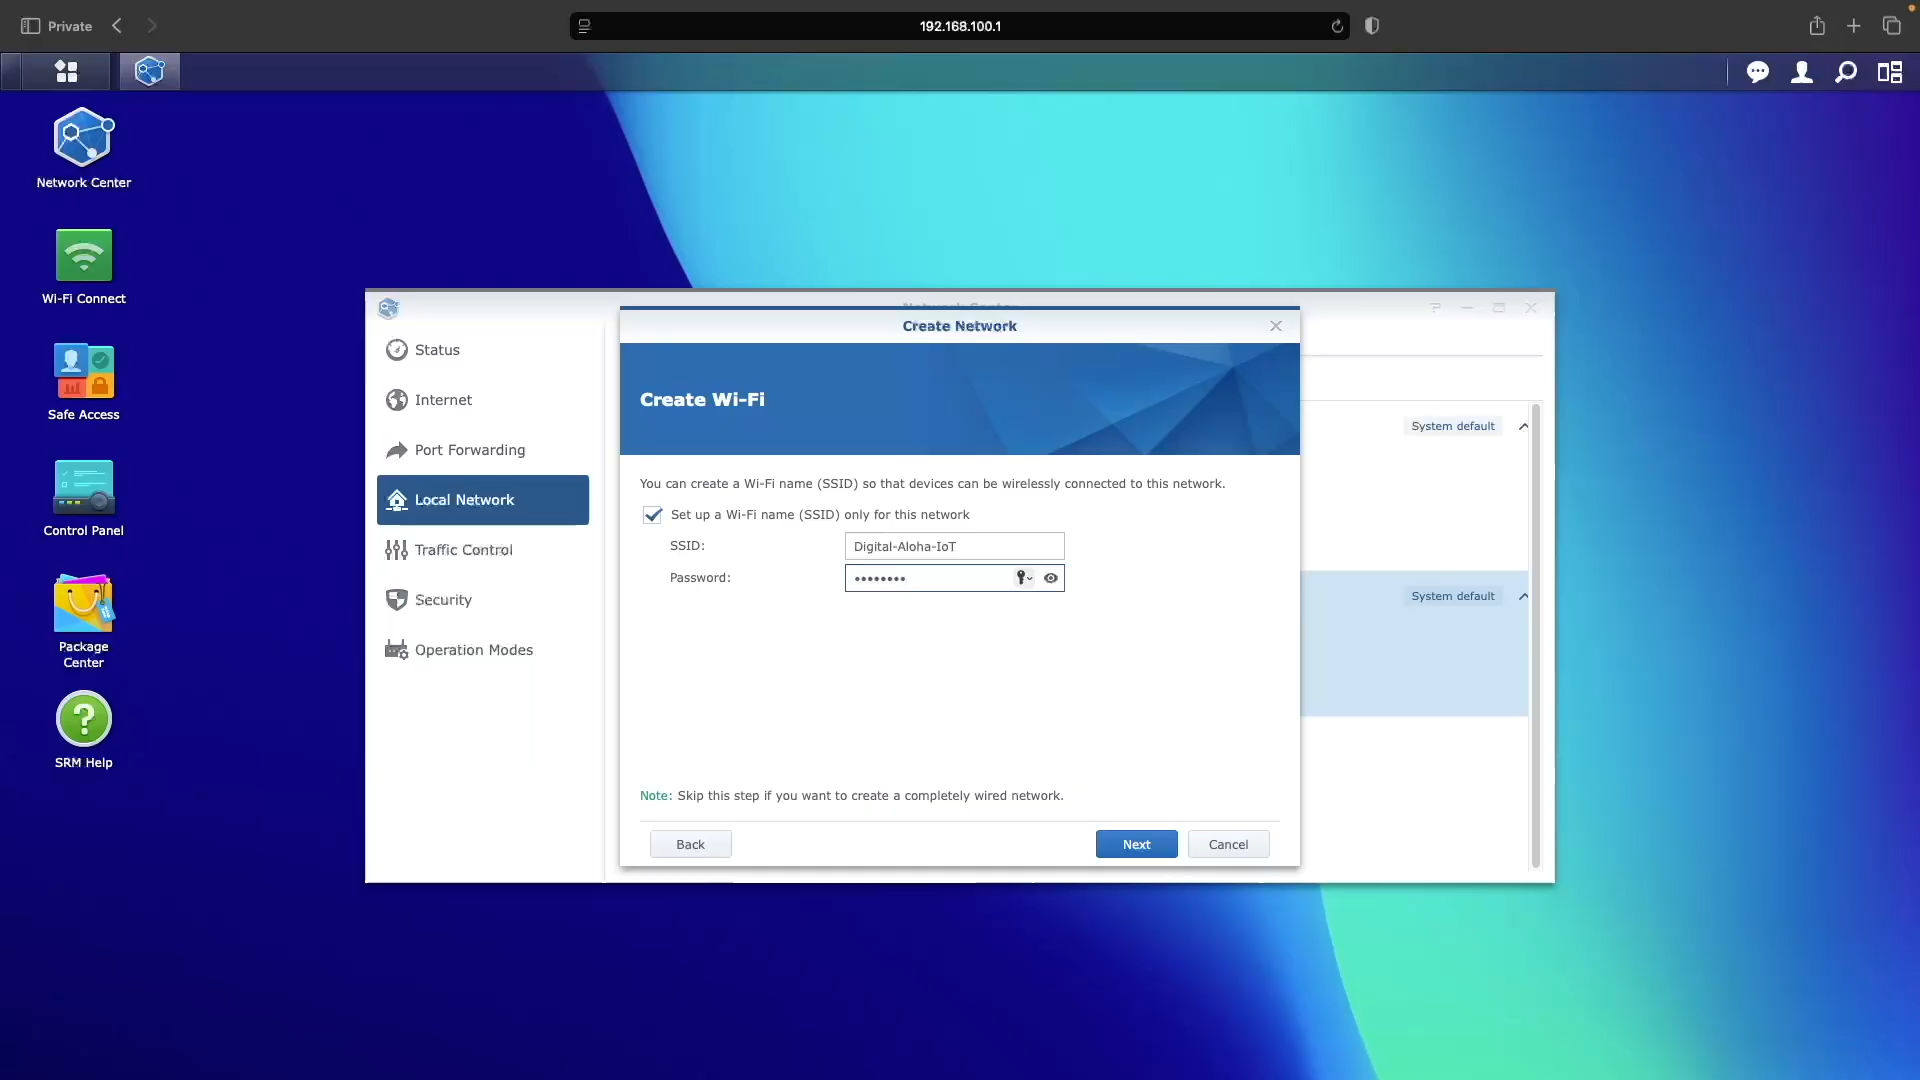 Private
192.168.100.1
Network Center
Wi-Fi Connect
Safe Access
Control Panel
Package
Center
SRM Help
Network Center
Status
Internet
Port Forwarding
Local Network
Traffic Control
Security
Operation Modes
Create Network
Create Wi-Fi
You can create a Wi-Fi name (SSID) so that devices can be wirelessly connected to this network.
Set up a Wi-Fi name (SSID) only for this network
SSID: Digital-Aloha-IoT
Password: ••••••••
Note: Skip this step if you want to create a completely wired network.
Back Next Cancel
System default
System default